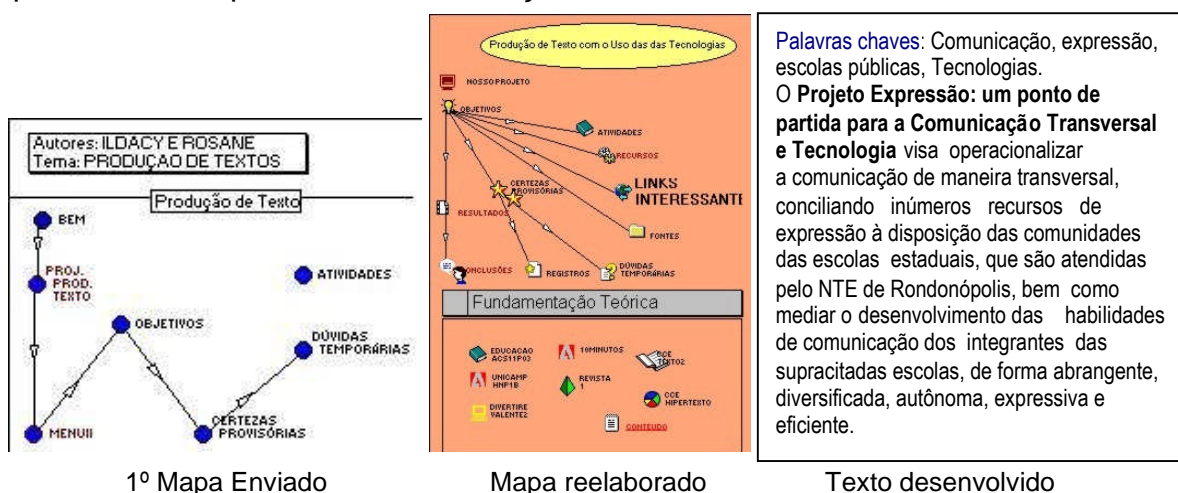 Autores: ILDACY E ROSANE
Tema: PRODUÇAO DE TEXTOS
Produção de Texto
BEM
PROJ.
PROD.
TEXTO
ATIVIDADES
OBJETIVOS
DÚVIDAS
TEMPORÁRIAS
MENUII
CERTEZAS
PROVISÓRIAS
1º Mapa Enviado
Produção de Texto com o Uso das das Tecnologias
NOSSO PROJETO
OBJETIVOS
ATIVIDADES
RECURSOS
LINKS
INTERESSANTE
CERTEZAS
PROVISORIAS
RESULTADOS
FONTES
CONCLUSÕES
REGISTROS
DÚVIDAS
TEMPORÁRIAS
Fundamentação Teórica
EDUCACAO
ACS11P03
10MINUTOS
CCE
TEXTO2
UNICAMP
HNP1B
REVISTA
1
CCE
HIPERTEXTO
DIVERTIRE
VALENTE2
CONTEUDO
Mapa reelaborado
Palavras chaves: Comunicação, expressão,
escolas públicas, Tecnologias.
O Projeto Expressão: um ponto de
partida para a Comunicação Transversal
e Tecnologia visa operacionalizar
a comunicação de maneira transversal,
conciliando inúmeros recursos de
expressão à disposição das comunidades
das escolas estaduais, que são atendidas
pelo NTE de Rondonópolis, bem como
mediar o desenvolvimento das habilidades
de comunicação dos integrantes das
supracitadas escolas, de forma abrangente,
diversificada, autônoma, expressiva e
eficiente.
Texto desenvolvido